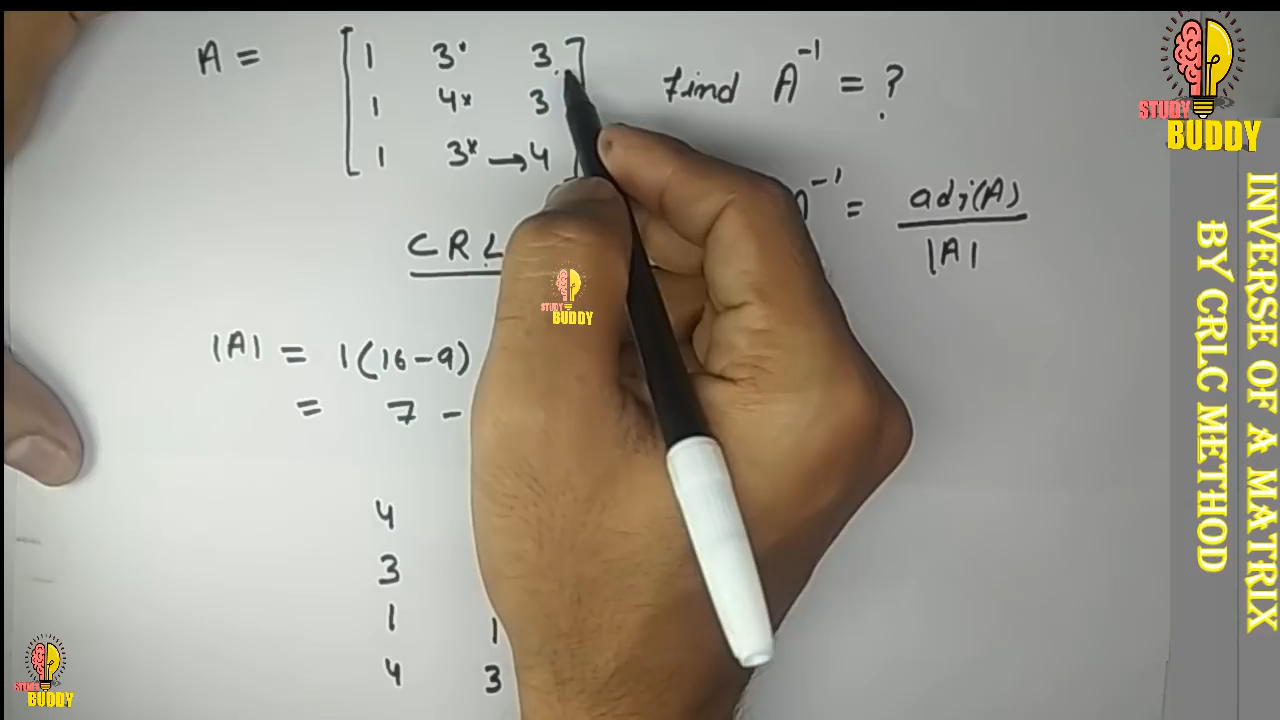 A = [ 1 3 3 ]
1 4 3
1 3 → 4
find A⁻¹ = ?
A⁻¹ = adj(A)
|A|
C R L
|A| = 1(16-9)
= 7 -
4
3
1 1
4 3
STUDY
BUDDY
STUDY
BUDDY
STUDY
BUDDY
INVERSE OF A MATRIX
BY CRLC METHOD